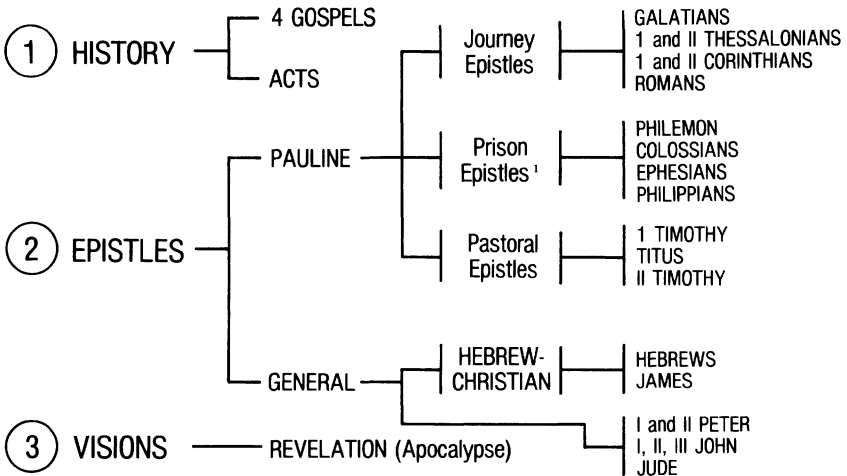 1 HISTORY
4 GOSPELS
ACTS
2 EPISTLES
PAULINE
Journey
Epistles
GALATIANS
1 and II THESSALONIANS
1 and II CORINTHIANS
ROMANS
Prison
Epistles ¹
PHILEMON
COLOSSIANS
EPHESIANS
PHILIPPIANS
Pastoral
Epistles
1 TIMOTHY
TITUS
II TIMOTHY
GENERAL
HEBREW-
CHRISTIAN
HEBREWS
JAMES
I and II PETER
I, II, III JOHN
JUDE
3 VISIONS
REVELATION (Apocalypse)